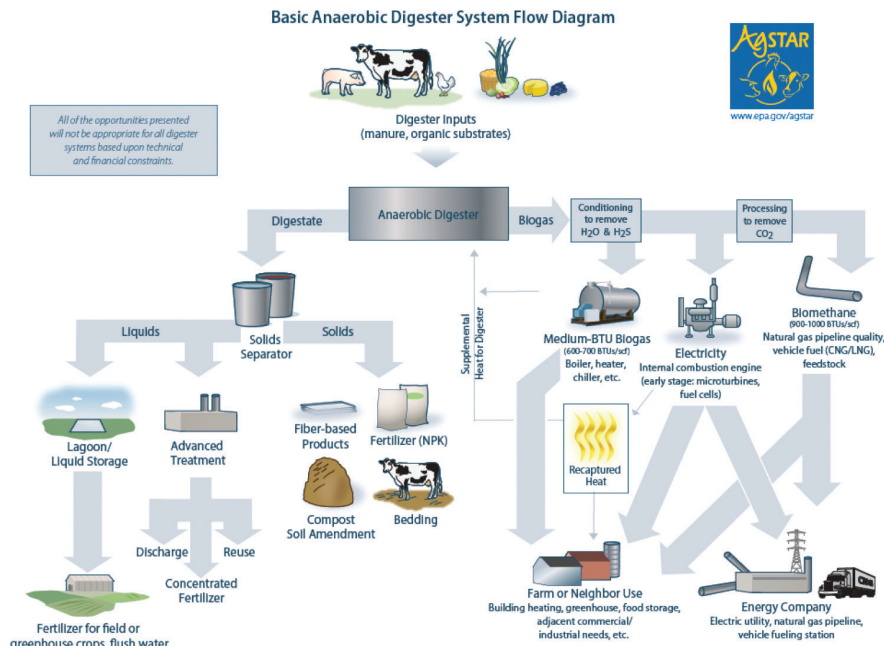 Basic Anaerobic Digester System Flow Diagram
AgSTAR
www.epa.gov/agstar
All of the opportunities presented
will not be appropriate for all digester
systems based upon technical
and financial constraints.
Digester Inputs
(manure, organic substrates)
Digestate
Anaerobic Digester
Biogas
Conditioning
to remove
H2O & H2S
Processing
to remove
CO2
Liquids
Solids
Solids
Separator
Supplemental
Heat for Digester
Medium-BTU Biogas
(600-700 BTUs/scf)
Boiler, heater,
chiller, etc.
Electricity
Internal combustion engine
(early stage: microturbines,
fuel cells)
Biomethane
(900-1000 BTUs/scf)
Natural gas pipeline quality,
vehicle fuel (CNG/LNG),
feedstock
Lagoon/
Liquid Storage
Advanced
Treatment
Fiber-based
Products
Fertilizer (NPK)
Compost
Soil Amendment
Bedding
Recaptured
Heat
Discharge
Reuse
Concentrated
Fertilizer
Fertilizer for field or
greenhouse crops, flush water
Farm or Neighbor Use
Building heating, greenhouse, food storage,
adjacent commercial/
industrial needs, etc.
Energy Company
Electric utility, natural gas pipeline,
vehicle fueling station